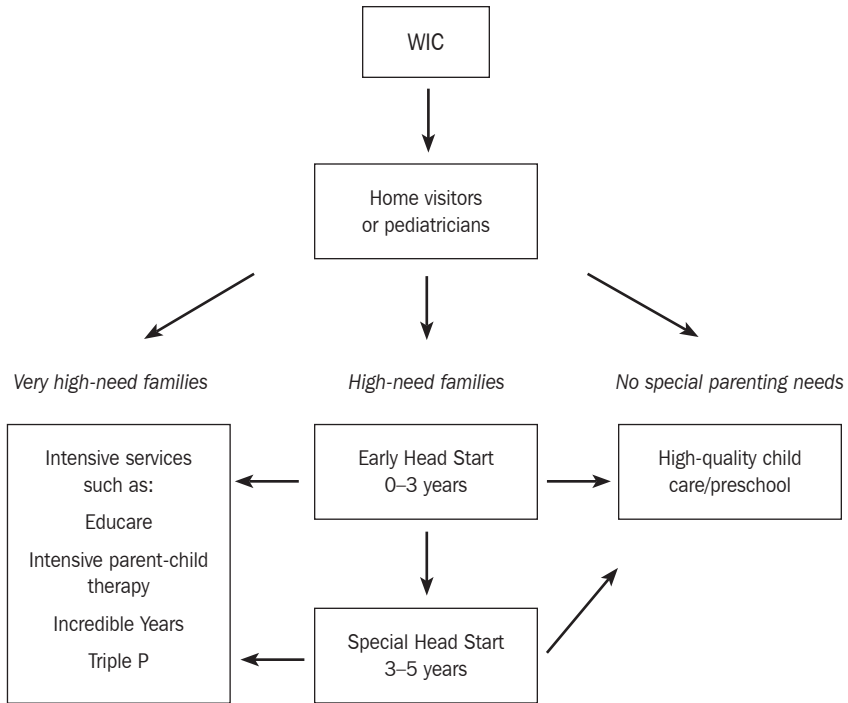 WIC
Home visitors
or pediatricians
Very high-need families
High-need families
No special parenting needs
Intensive services
such as:
Educare
Intensive parent-child
therapy
Incredible Years
Triple P
Early Head Start
0–3 years
High-quality child
care/preschool
Special Head Start
3–5 years